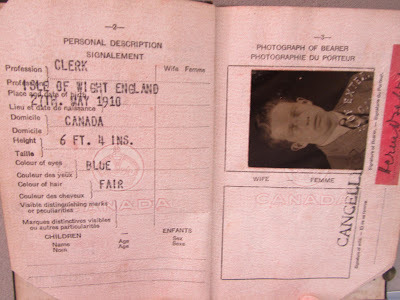 —2—
PERSONAL DESCRIPTION
SIGNALEMENT
Wife Femme
Profession CLERK
Profession
ISLE OF WIGHT ENGLAND
Place and date of birth
27TH. MAY 1910
Lieu et date de naissance
Domicile CANADA
Domicile
Height 6 FT. 4 INS.
Taille
Colour of eyes BLUE
Couleur des yeux
Colour of hair FAIR
Couleur des cheveux
Visible distinguishing marks
or peculiarities
Marques distinctives visibles
ou autres particularités
CANADA
CHILDREN ENFANTS
Name Age Sex
Nom Age Sexe
—3—
PHOTOGRAPH OF BEARER
PHOTOGRAPHIE DU PORTEUR
WIFE FEMME
CANADA
CANCELLED